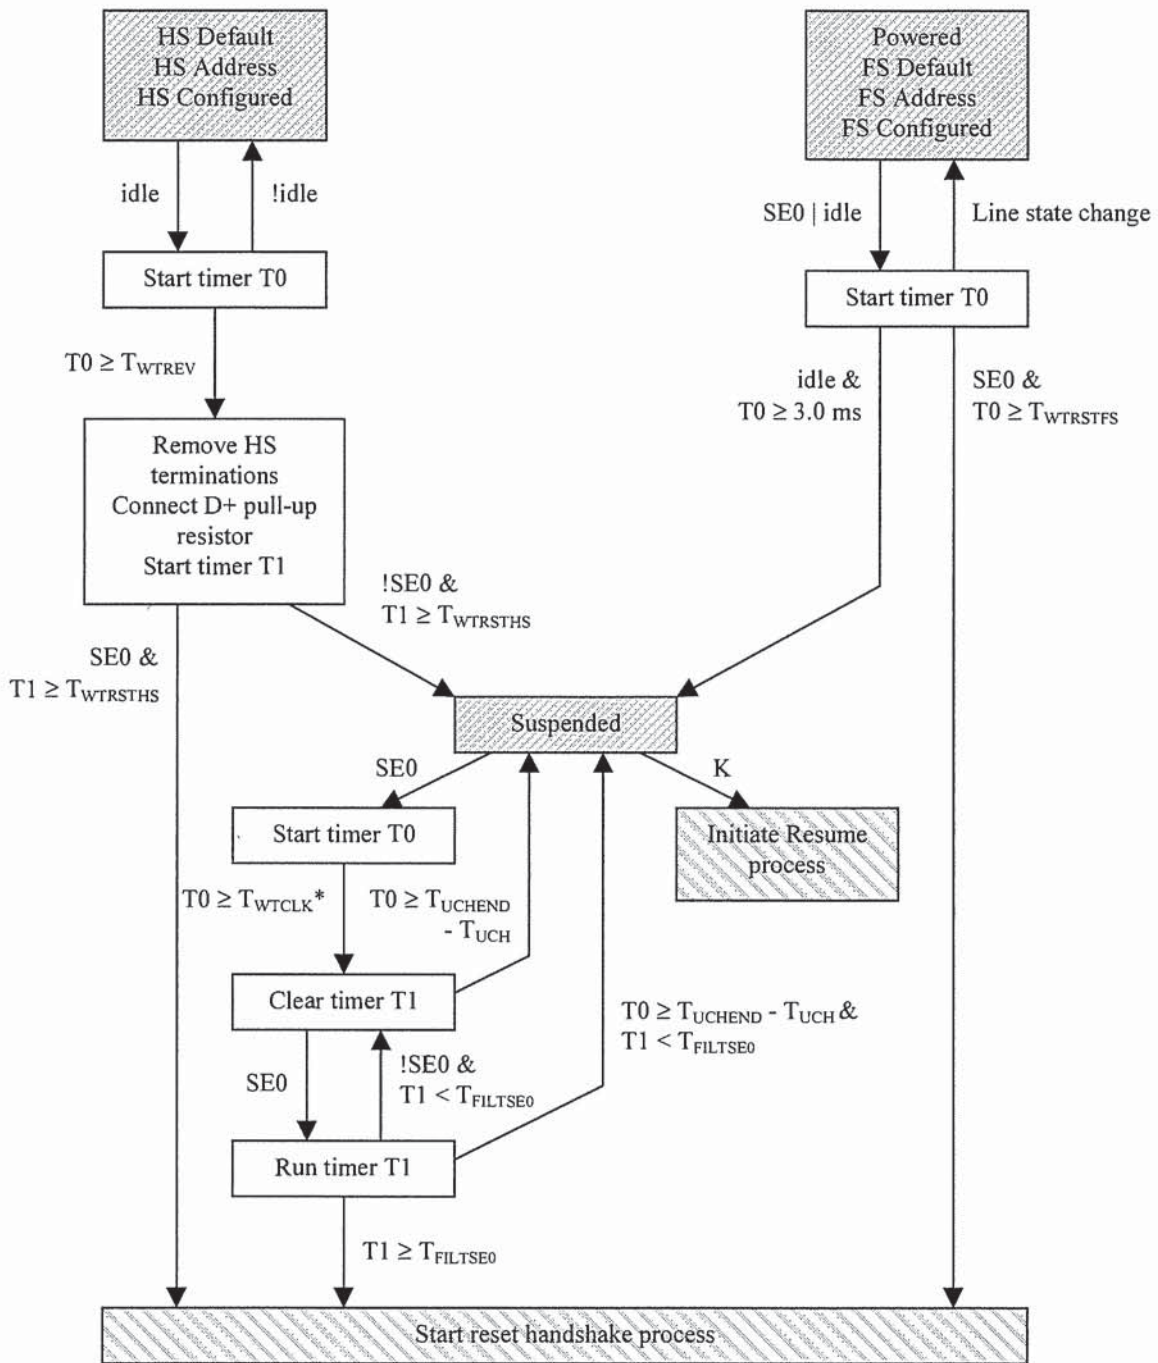 HS Default
HS Address
HS Configured
Powered
FS Default
FS Address
FS Configured
idle
!idle
SE0 | idle
Line state change
Start timer T0
Start timer T0
T0 ≥ TWTREV
idle &
T0 ≥ 3.0 ms
SE0 &
T0 ≥ TWTRSTFS
Remove HS
terminations
Connect D+ pull-up
resistor
Start timer T1
!SE0 &
T1 ≥ TWTRSTHS
SE0 &
T1 ≥ TWTRSTHS
Suspended
SE0
K
Start timer T0
Initiate Resume
process
T0 ≥ TWTCLK*
T0 ≥ TUCHEND
- TUCH
Clear timer T1
T0 ≥ TUCHEND - TUCH &
T1 < TFILTSE0
SE0
!SE0 &
T1 < TFILTSE0
Run timer T1
T1 ≥ TFILTSE0
Start reset handshake process